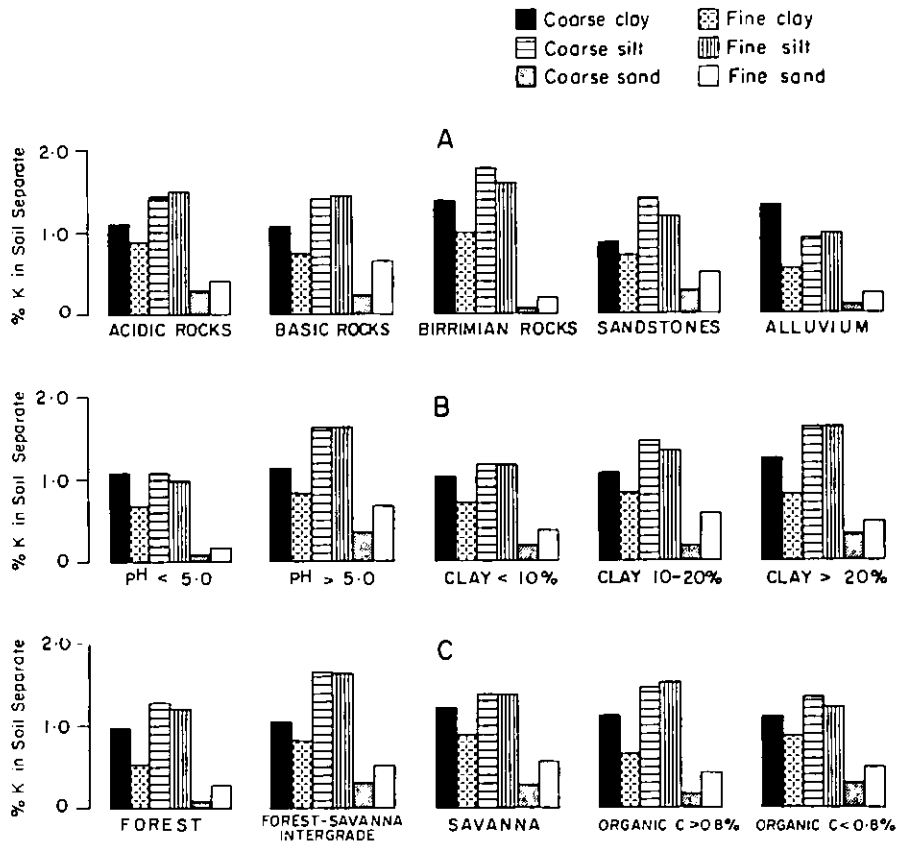 Coarse clay Fine clay
Coarse silt Fine silt
Coarse sand Fine sand
A
% K in Soil Separate
2·0
1·0
0
ACIDIC ROCKS BASIC ROCKS BIRRIMIAN ROCKS SANDSTONES ALLUVIUM
B
% K in Soil Separate
2·0
1·0
0
PH < 5·0 PH > 5·0 CLAY < 10% CLAY 10-20% CLAY > 20%
C
% K in Soil Separate
2·0
1·0
0
FOREST FOREST-SAVANNA INTERGRADE SAVANNA ORGANIC C >0·8% ORGANIC C<0·8%